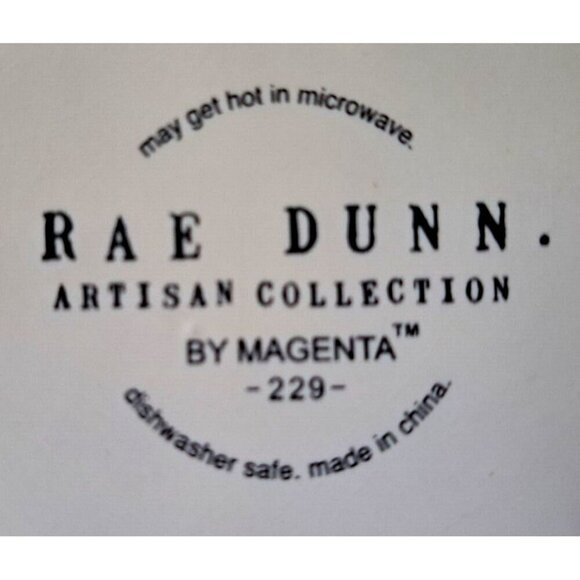 may get hot in microwave.
RAE DUNN.
ARTISAN COLLECTION
BY MAGENTA™
-229-
dishwasher safe. made in china.